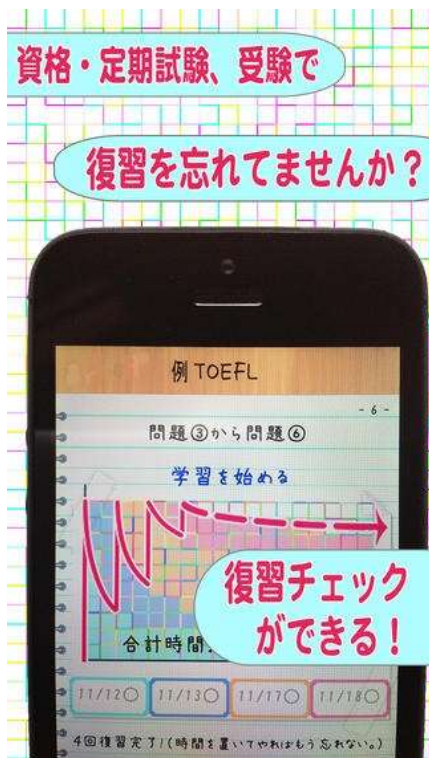 資格・定期試験、受験で
復習を忘れてませんか？
例 TOEFL
- 6 -
問題③から問題⑥
学習を始める
復習チェック
ができる！
合計時間
11/12○ 11/13○ 11/17○ 11/18○
4回復習完了！(時間を置いてやればもう忘れない。)